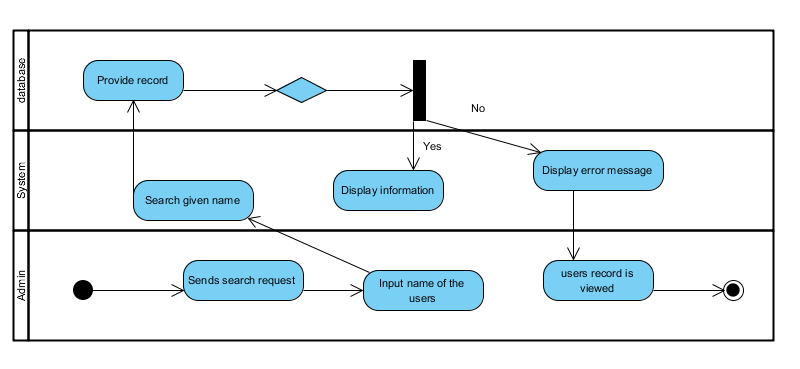 database
Provide record
No
Yes
System
Search given name
Display information
Display error message
Admin
Sends search request
Input name of the
users
users record is
viewed